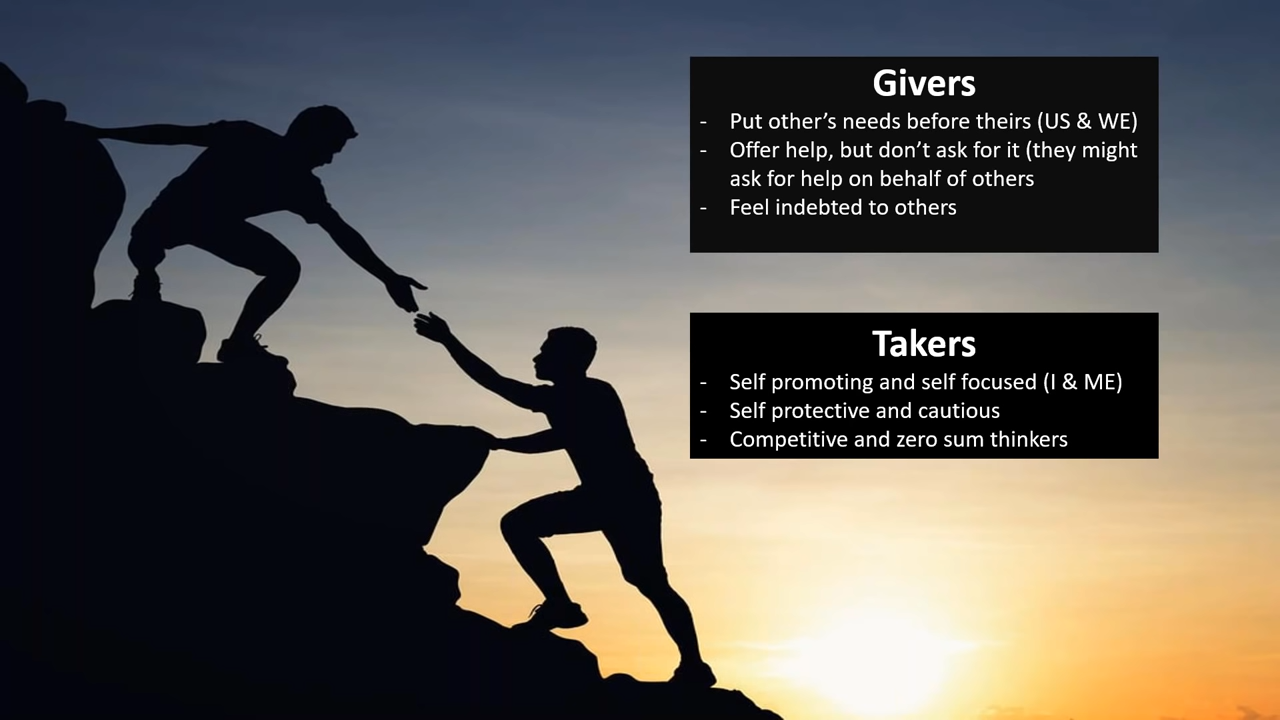 Givers
- Put other’s needs before theirs (US & WE)
- Offer help, but don’t ask for it (they might
ask for help on behalf of others
- Feel indebted to others
Takers
- Self promoting and self focused (I & ME)
- Self protective and cautious
- Competitive and zero sum thinkers